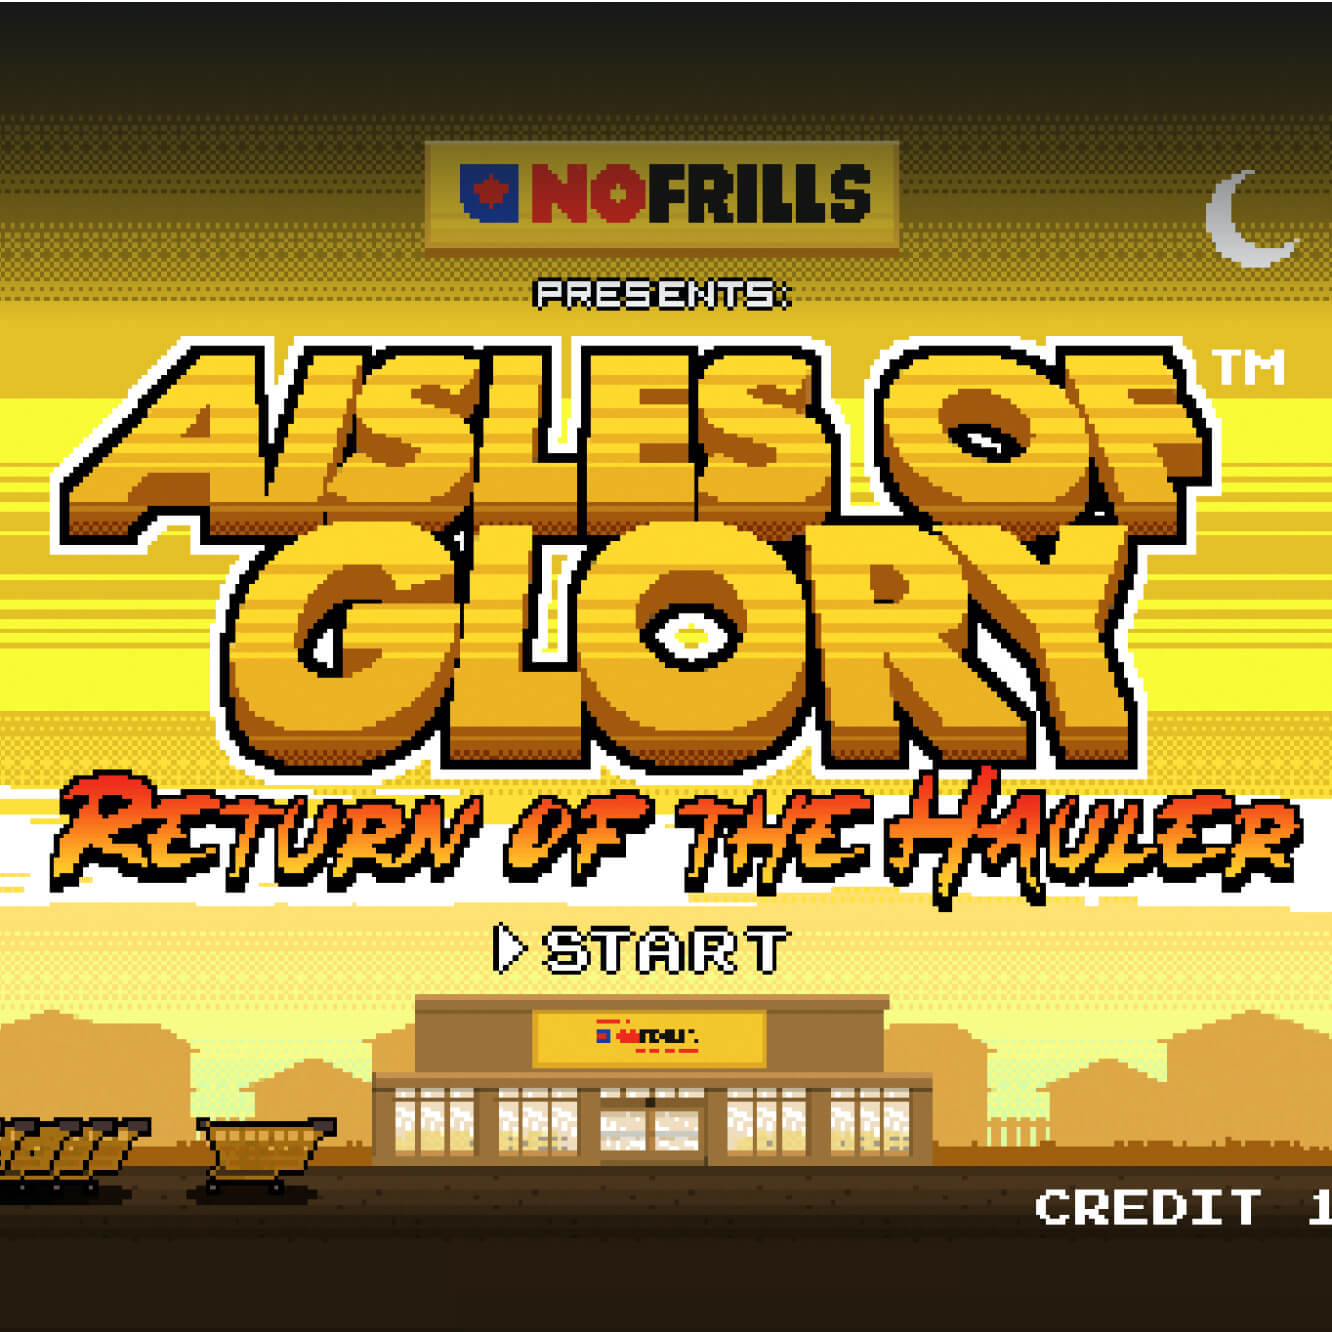 NOFRILLS
PRESENTS:
AISLES OF TM
GLORY
RETURN OF THE HAULER
START
CREDIT 1